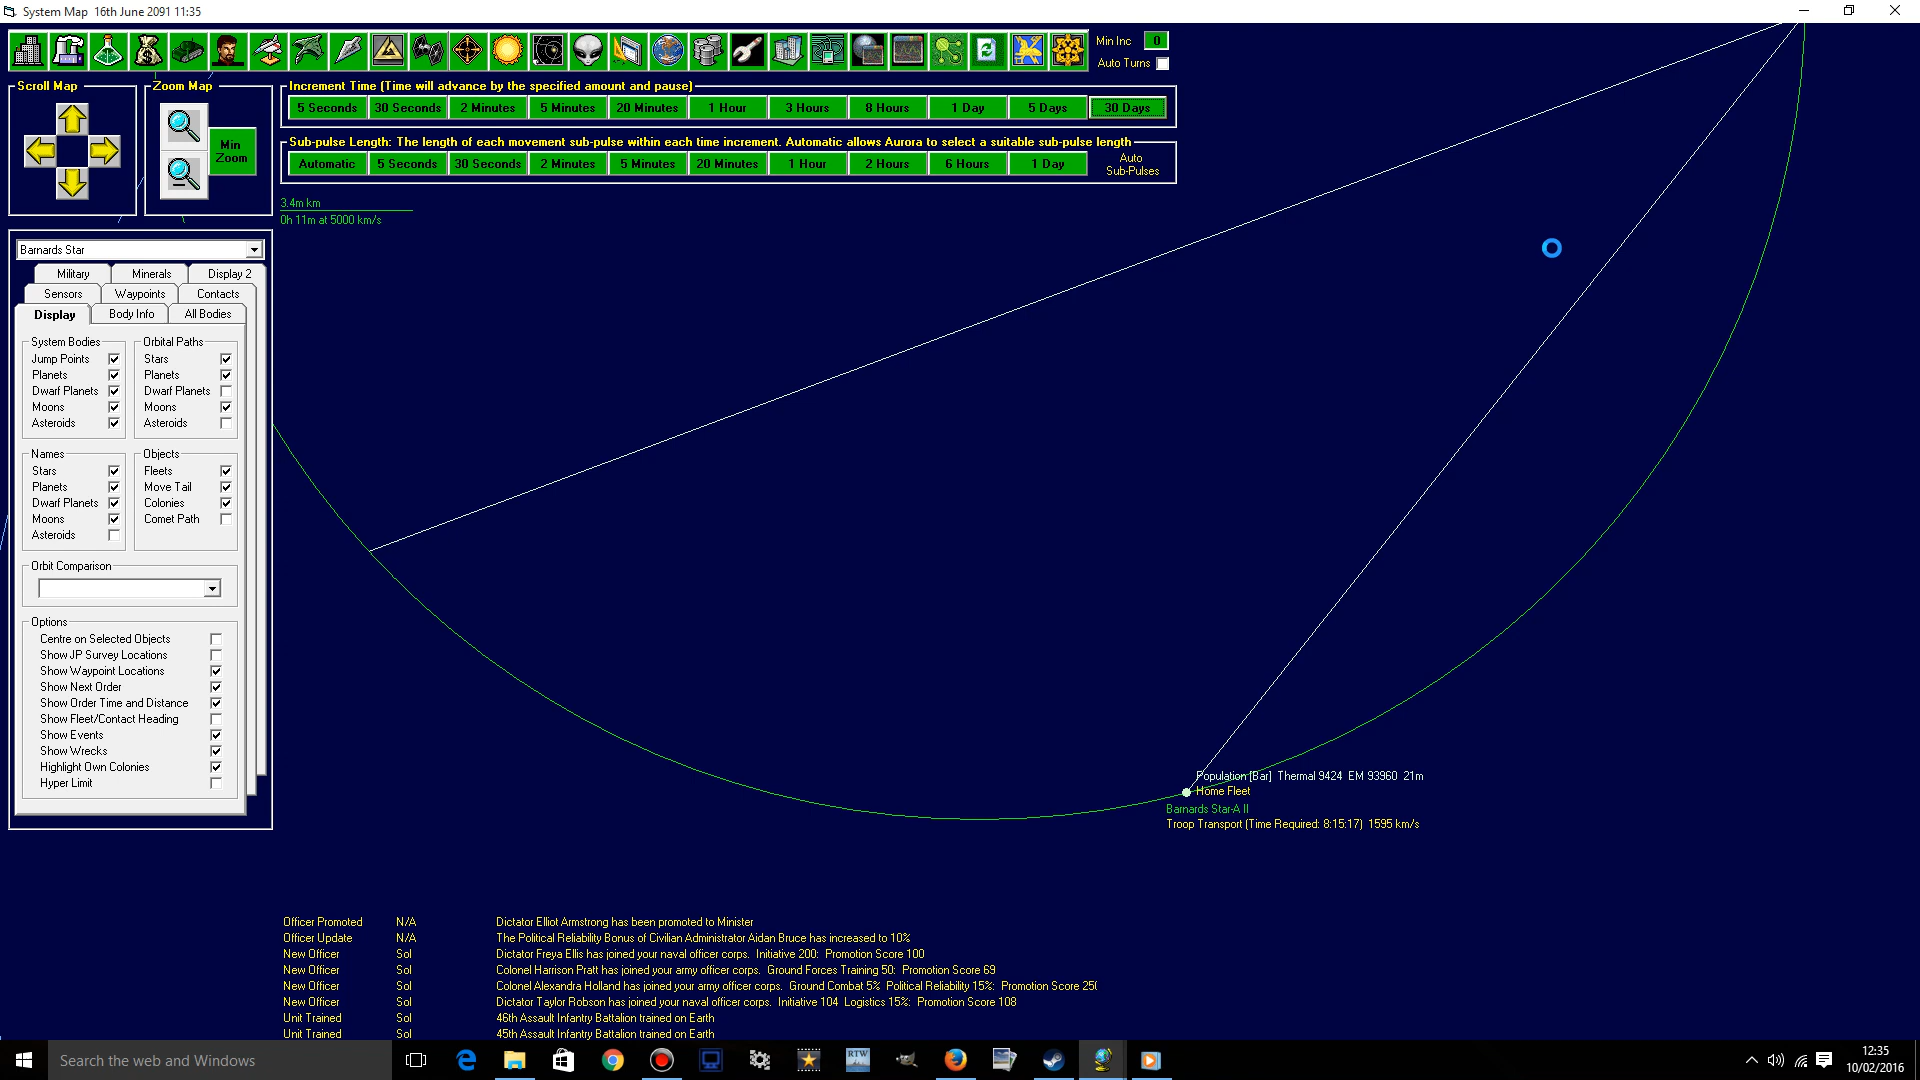 System Map   16th June 2091 11:35
Min Inc 0
Auto Turns
Scroll Map
Zoom Map
Min Zoom
Increment Time (Time will advance by the specified amount and pause)
5 Seconds 30 Seconds 2 Minutes 5 Minutes 20 Minutes 1 Hour 3 Hours 8 Hours 1 Day 5 Days 30 Days
Sub-pulse Length: The length of each movement sub-pulse within each time increment. Automatic allows Aurora to select a suitable sub-pulse length
Automatic 5 Seconds 30 Seconds 2 Minutes 5 Minutes 20 Minutes 1 Hour 2 Hours 6 Hours 1 Day
Auto
Sub-Pulses
3.4m km
0h 11m at 5000 km/s
Barnards Star
Military Minerals Display 2
Sensors Waypoints Contacts
Display Body Info All Bodies
System Bodies
Jump Points
Planets
Dwarf Planets
Moons
Asteroids
Orbital Paths
Stars
Planets
Dwarf Planets
Moons
Asteroids
Names
Stars
Planets
Dwarf Planets
Moons
Asteroids
Objects
Fleets
Move Tail
Colonies
Comet Path
Orbit Comparison
Options
Centre on Selected Objects
Show JP Survey Locations
Show Waypoint Locations
Show Next Order
Show Order Time and Distance
Show Fleet/Contact Heading
Show Events
Show Wrecks
Highlight Own Colonies
Hyper Limit
Population [Bar]  Thermal 9424  EM 93960  21m
Home Fleet
Barnards Star-A II
Troop Transport (Time Required: 8:15:17)  1595 km/s
Officer Promoted N/A Dictator Elliot Armstrong has been promoted to Minister
Officer Update N/A The Political Reliability Bonus of Civilian Administrator Aidan Bruce has increased to 10%
New Officer Sol Dictator Freya Ellis has joined your naval officer corps.  Initiative 200:  Promotion Score 100
New Officer Sol Colonel Harrison Pratt has joined your army officer corps.  Ground Forces Training 50:  Promotion Score 69
New Officer Sol Colonel Alexandra Holland has joined your army officer corps.  Ground Combat 5%  Political Reliability 15%:  Promotion Score
New Officer Sol Dictator Taylor Robson has joined your naval officer corps.  Initiative 104  Logistics 15%:  Promotion Score 108
Unit Trained Sol 46th Assault Infantry Battalion trained on Earth
Unit Trained Sol 45th Assault Infantry Battalion trained on Earth
Search the web and Windows
RTW
12:35
10/02/2016